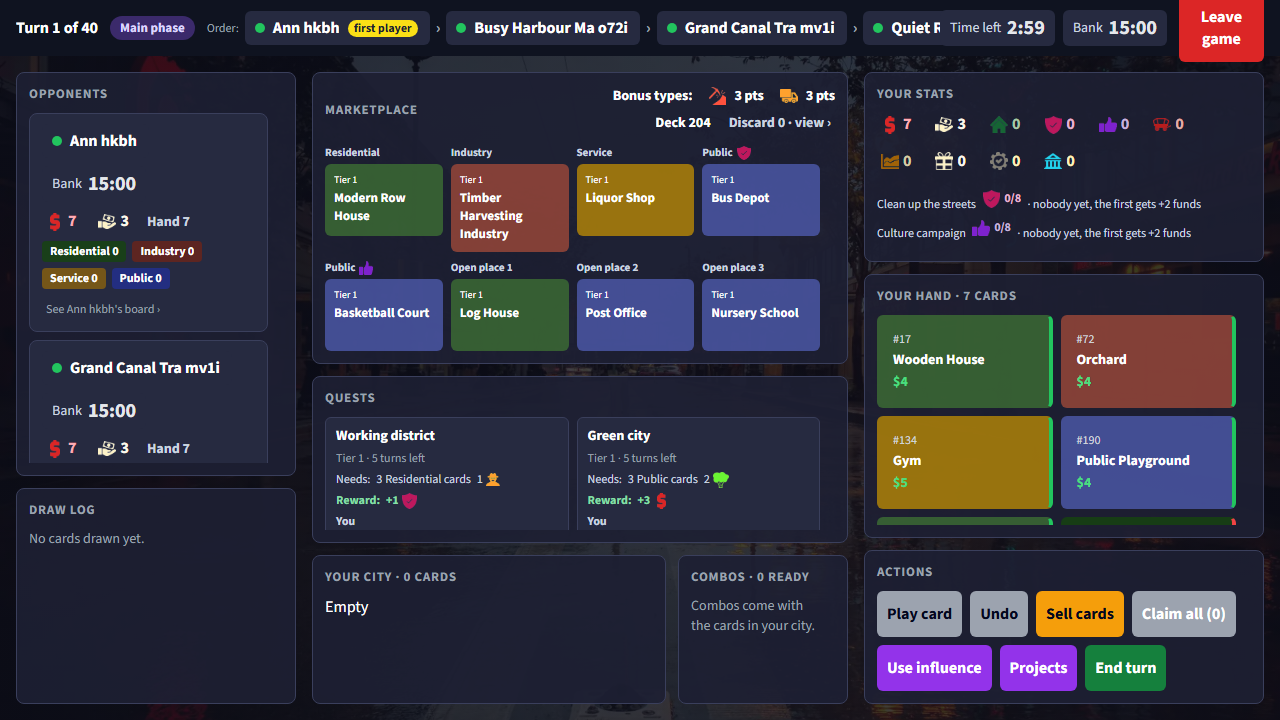 Turn 1 of 40 Main phase Order: Ann hkbh first player › Busy Harbour Ma o72i › Grand Canal Tra mv1i › Quiet Time left 2:59 Bank 15:00 Leave game
OPPONENTS
Ann hkbh
Bank 15:00
7 3 Hand 7
Residential 0 Industry 0
Service 0 Public 0
See Ann hkbh's board ›
Grand Canal Tra mv1i
Bank 15:00
7 3 Hand 7
DRAW LOG
No cards drawn yet.
MARKETPLACE
Bonus types: 3 pts 3 pts
Deck 204 Discard 0 · view ›
Residential Industry Service Public
Tier 1 Tier 1 Tier 1 Tier 1
Modern Row House Timber Harvesting Industry Liquor Shop Bus Depot
Public Open place 1 Open place 2 Open place 3
Tier 1 Tier 1 Tier 1 Tier 1
Basketball Court Log House Post Office Nursery School
QUESTS
Working district
Tier 1 · 5 turns left
Needs: 3 Residential cards 1
Reward: +1
You
Green city
Tier 1 · 5 turns left
Needs: 3 Public cards 2
Reward: +3
You
YOUR CITY · 0 CARDS
Empty
COMBOS · 0 READY
Combos come with
the cards in your city.
YOUR STATS
7 3 0 0 0 0
0 0 0 0
Clean up the streets 0/8 · nobody yet, the first gets +2 funds
Culture campaign 0/8 · nobody yet, the first gets +2 funds
YOUR HAND · 7 CARDS
#17
Wooden House
$4
#72
Orchard
$4
#134
Gym
$5
#190
Public Playground
$4
ACTIONS
Play card Undo Sell cards Claim all (0)
Use influence Projects End turn